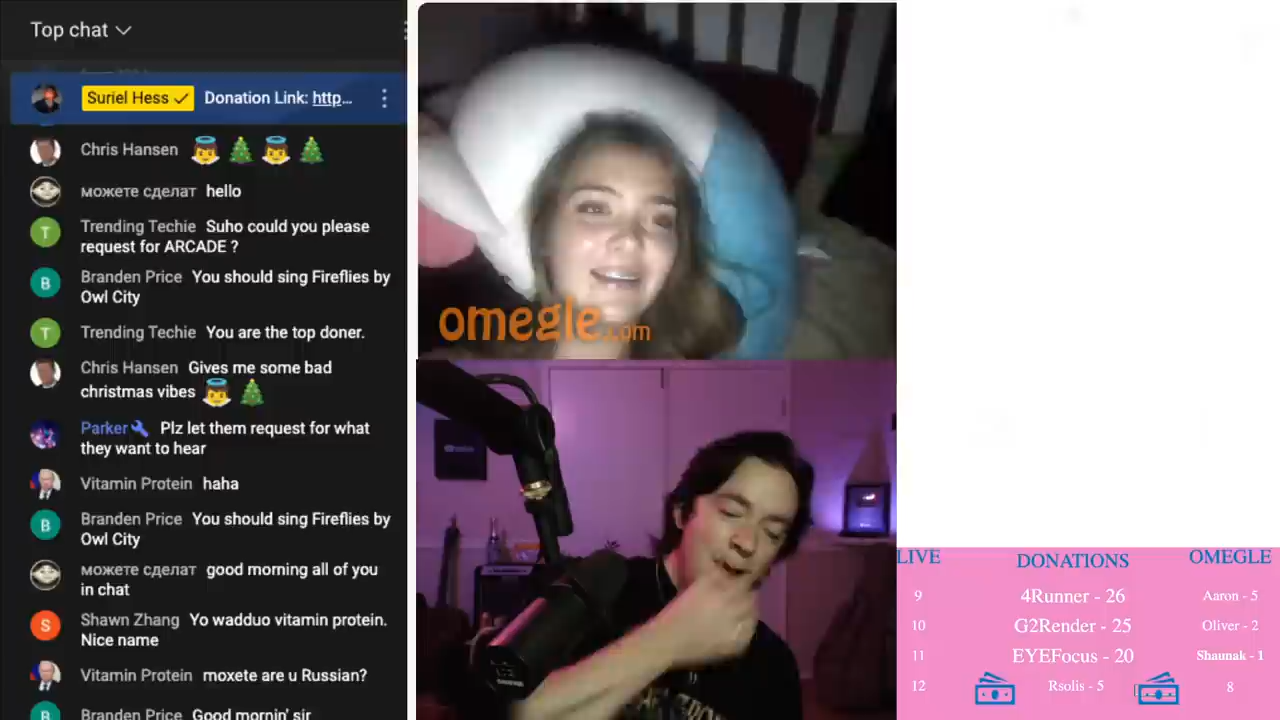 Top chat
Suriel Hess Donation Link: http...
Chris Hansen
можете сделат hello
Trending Techie Suho could you please
request for ARCADE ?
Branden Price You should sing Fireflies by
Owl City
Trending Techie You are the top doner.
Chris Hansen Gives me some bad
christmas vibes
Parker Plz let them request for what
they want to hear
Vitamin Protein haha
Branden Price You should sing Fireflies by
Owl City
можете сделат good morning all of you
in chat
Shawn Zhang Yo wadduo vitamin protein.
Nice name
Vitamin Protein moxete are u Russian?
Branden Price Good mornin' sir
omegle.com
LIVE DONATIONS OMEGLE
9 4Runner - 26 Aaron - 5
10 G2Render - 25 Oliver - 2
11 EYEFocus - 20 Shaunak - 1
12 Rsolis - 5 8